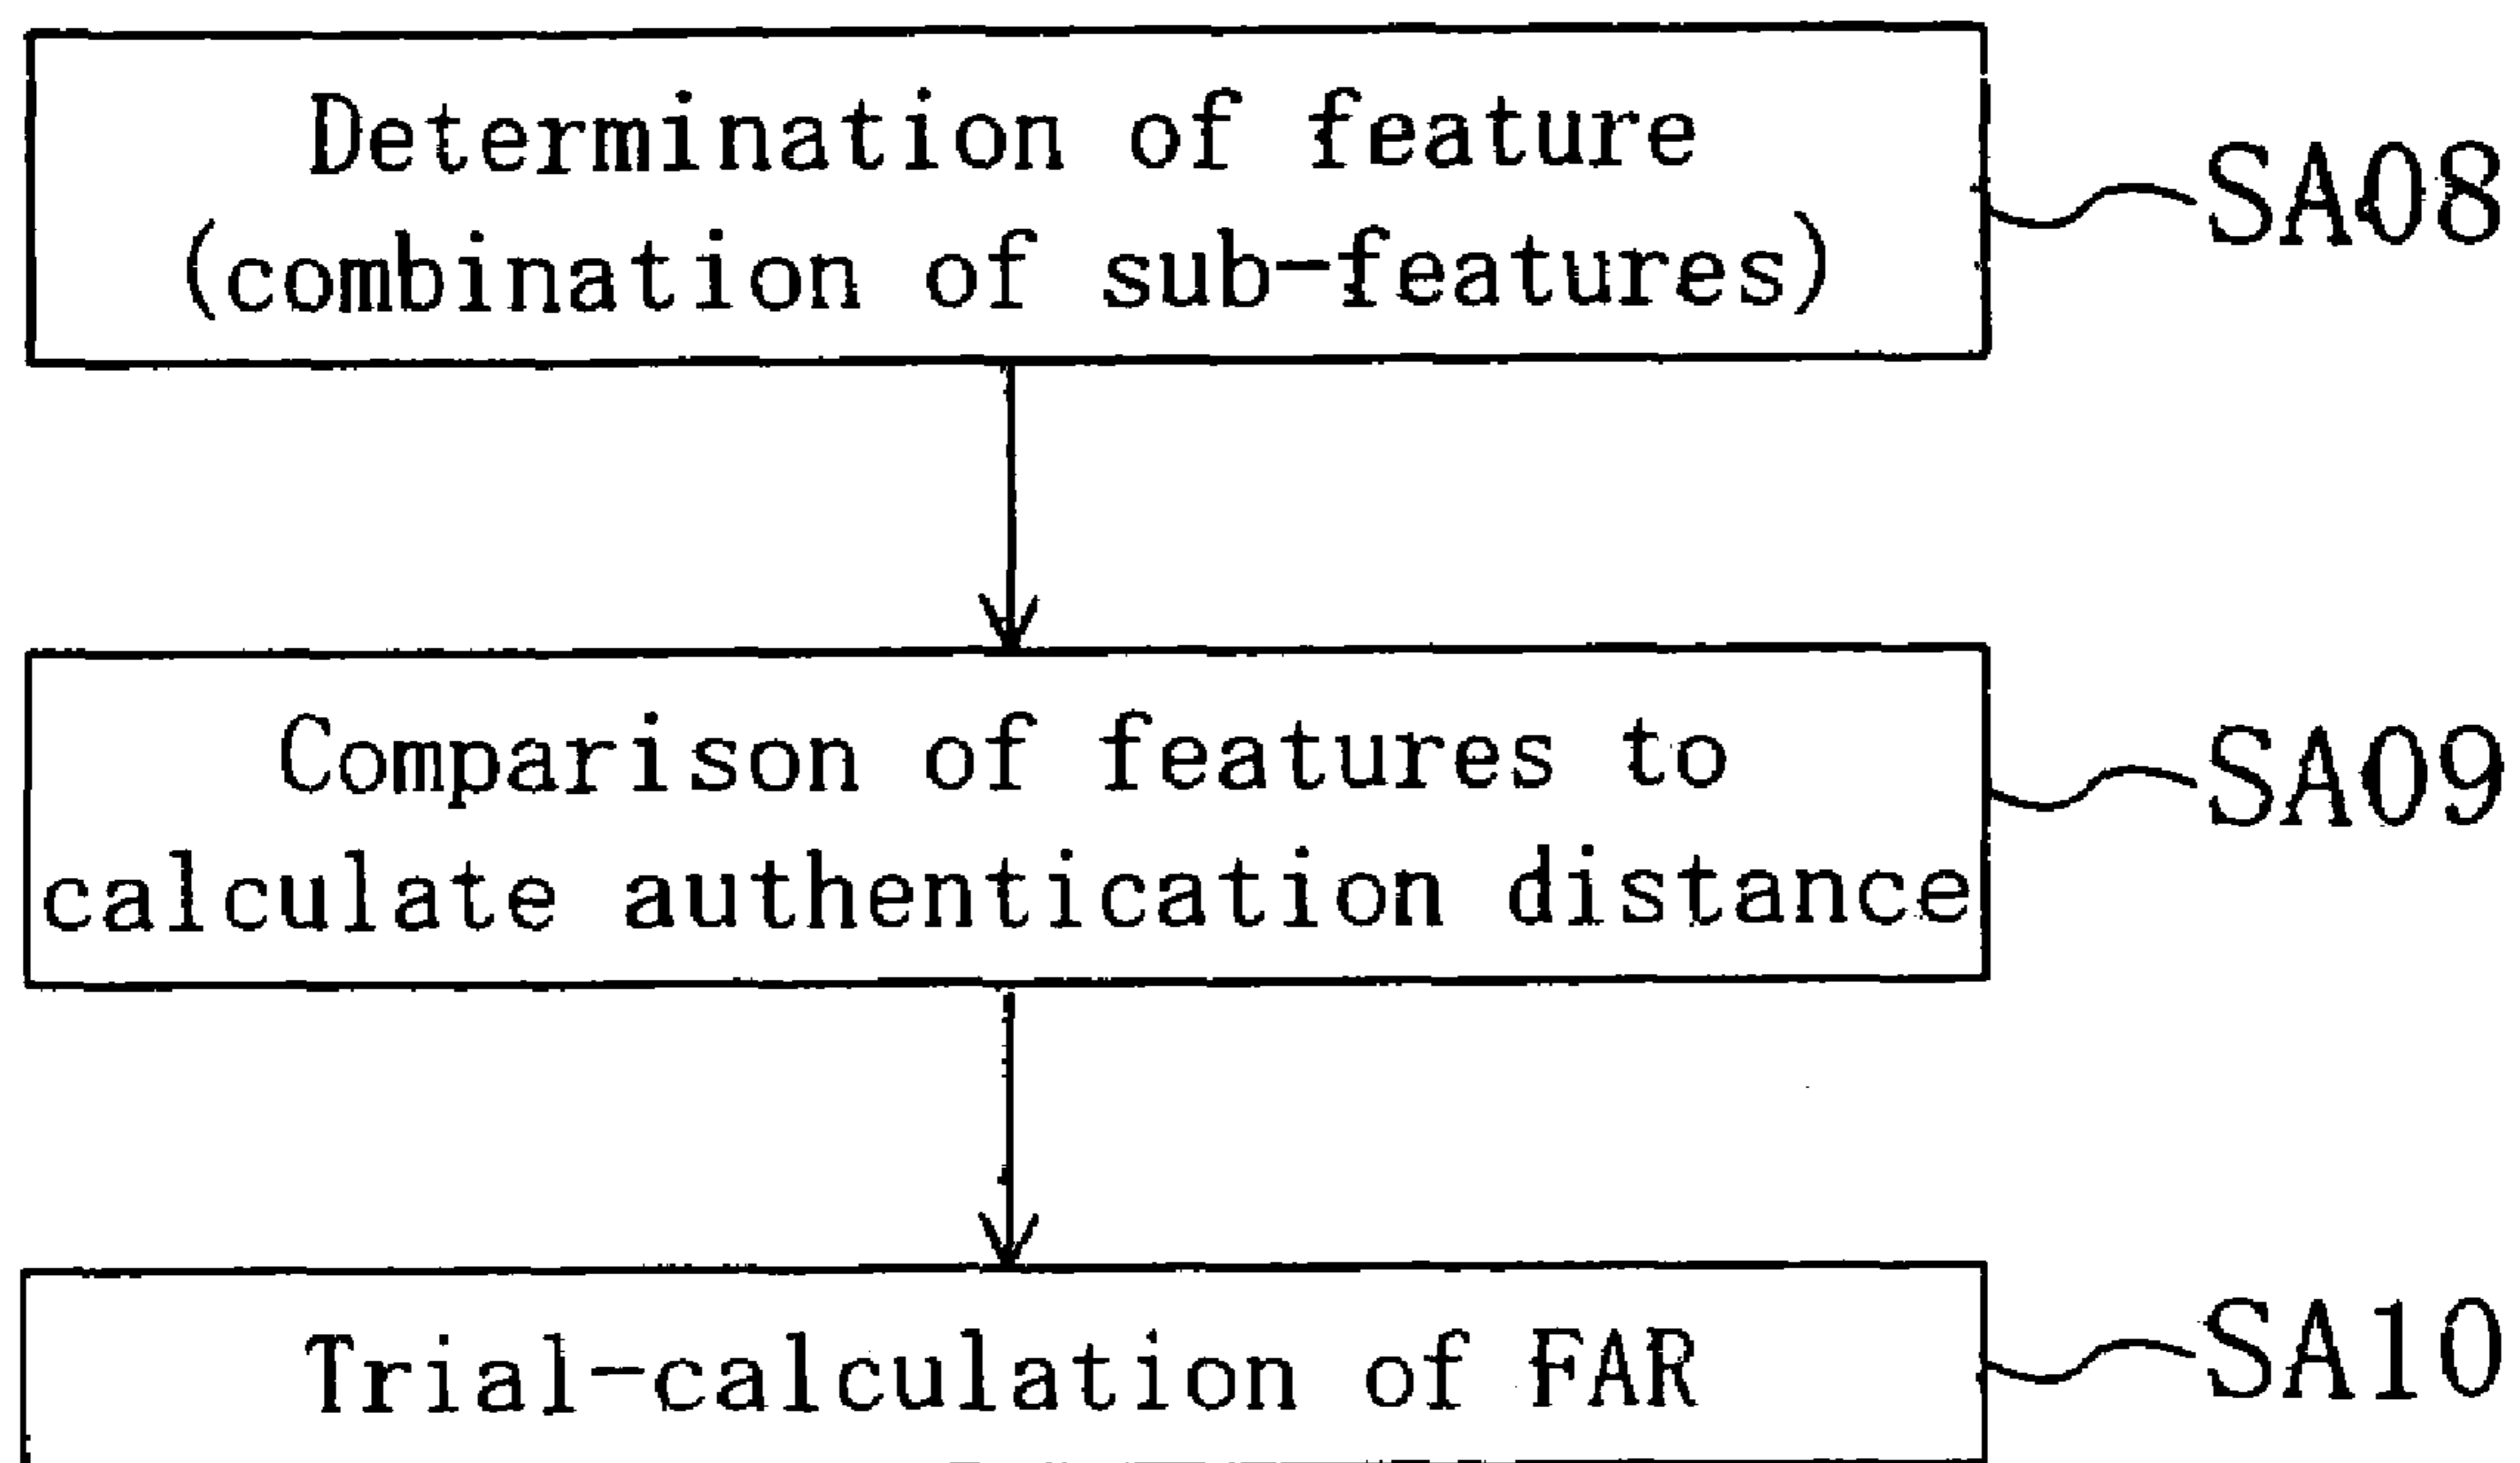 Determination of feature
(combination of sub-features)
SA08
Comparison of features to
calculate authentication distance
SA09
Trial-calculation of FAR
SA10